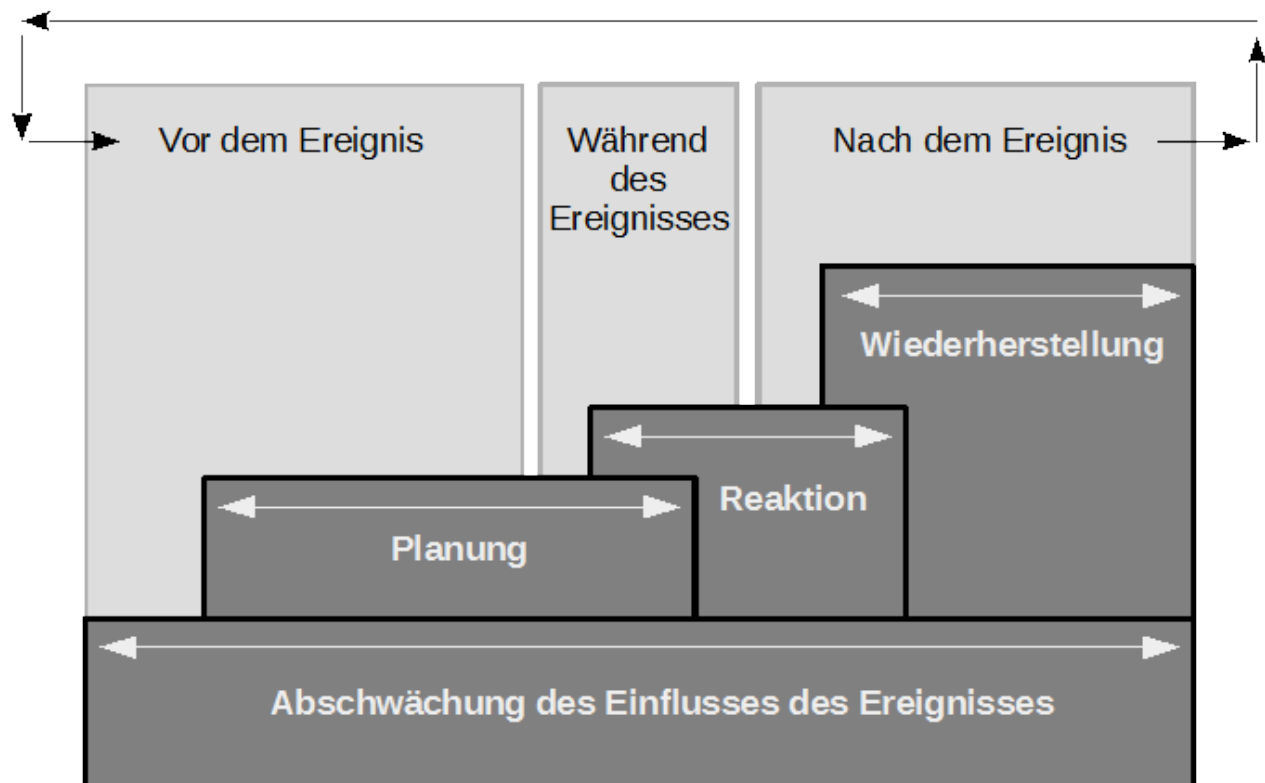 Vor dem Ereignis
Während
des
Ereignisses
Nach dem Ereignis
Wiederherstellung
Reaktion
Planung
Abschwächung des Einflusses des Ereignisses